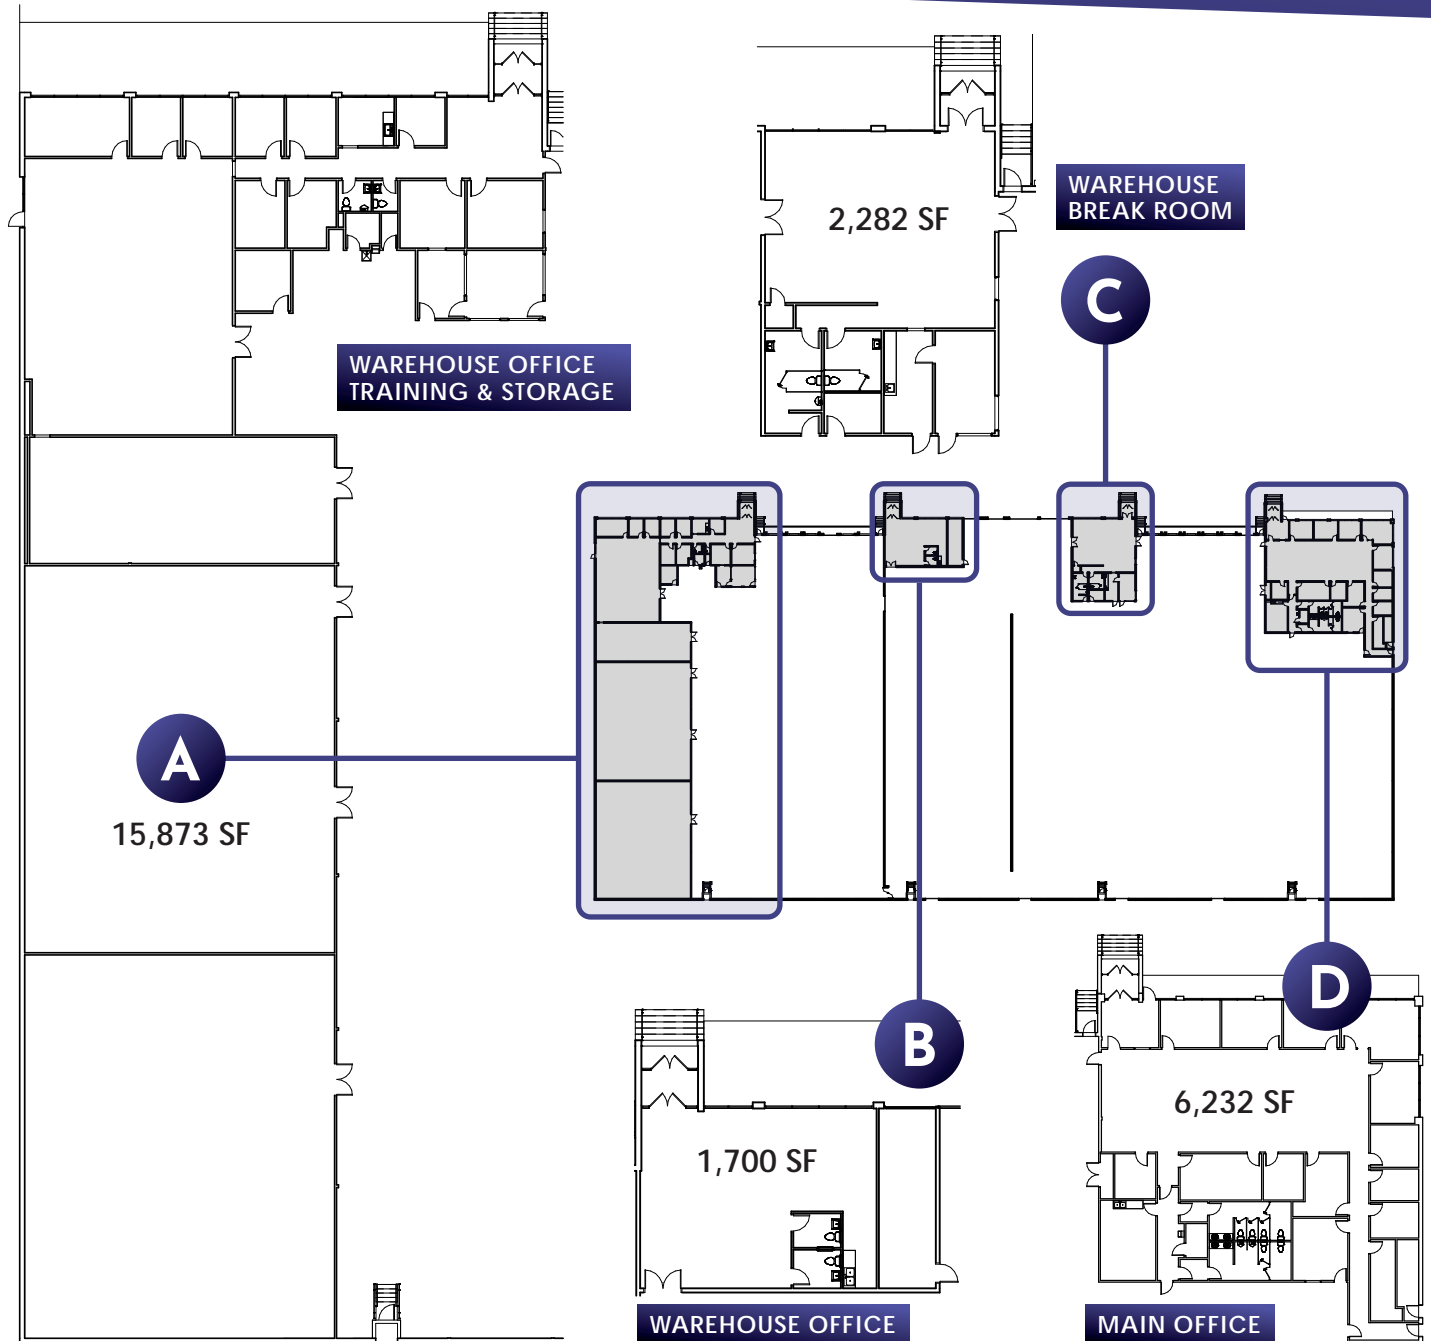 2,282 SF
WAREHOUSE
BREAK ROOM
C
WAREHOUSE OFFICE
TRAINING & STORAGE
A
15,873 SF
D
B
6,232 SF
1,700 SF
WAREHOUSE OFFICE
MAIN OFFICE